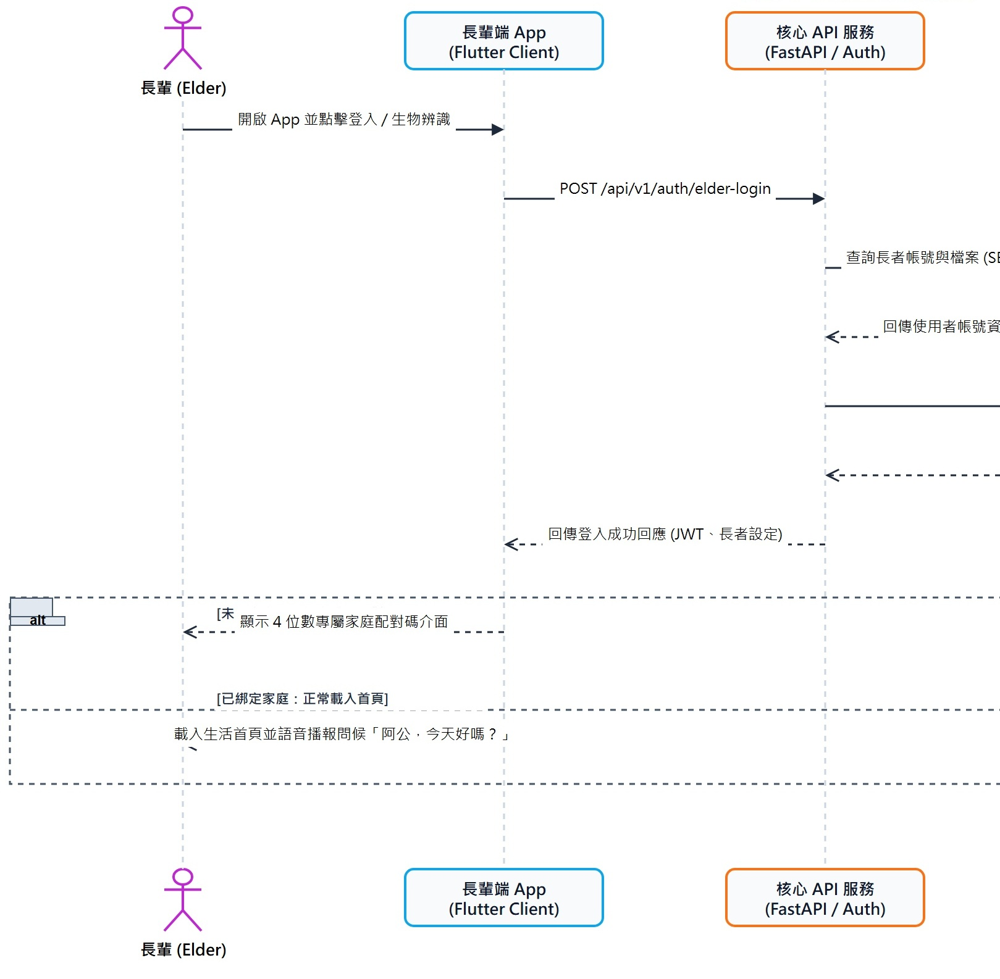 長輩 (Elder)
長輩端 App
(Flutter Client)
核心 API 服務
(FastAPI / Auth)
開啟 App 並點擊登入 / 生物辨識
POST /api/v1/auth/elder-login
查詢長者帳號與檔案 (SE
回傳使用者帳號資
回傳登入成功回應 (JWT、長者設定)
alt
[未
顯示 4 位數專屬家庭配對碼介面
[已綁定家庭：正常載入首頁]
載入生活首頁並語音播報問候「阿公，今天好嗎？」
長輩 (Elder)
長輩端 App
(Flutter Client)
核心 API 服務
(FastAPI / Auth)